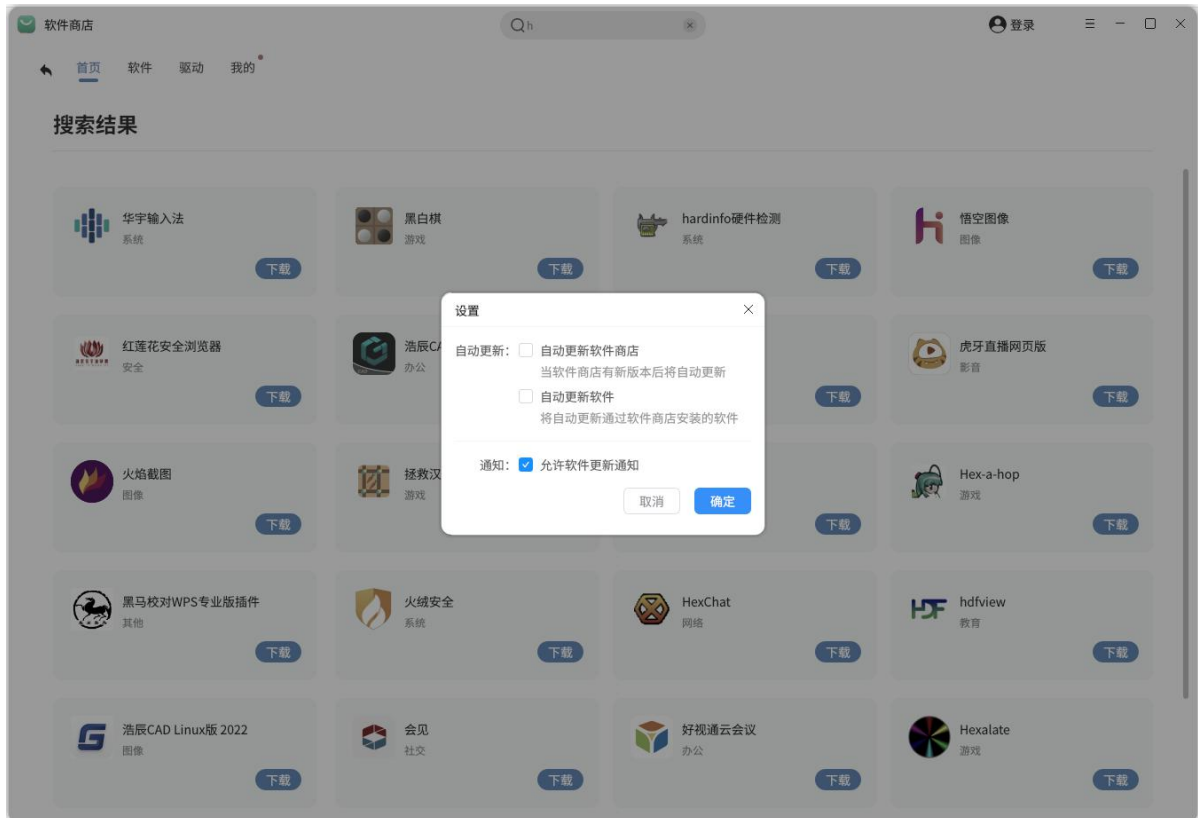 软件商店
h
登录
首页
软件
驱动
我的
搜索结果
华宇输入法
系统
下载
黑白棋
游戏
下载
hardinfo硬件检测
系统
下载
悟空图像
图像
下载
红莲花安全浏览器
安全
下载
浩辰CA
办公
下载
虎牙直播网页版
影音
下载
设置
自动更新：
自动更新软件商店
当软件商店有新版本后将自动更新
自动更新软件
将自动更新通过软件商店安装的软件
通知：
允许软件更新通知
取消
确定
火焰截图
图像
下载
拯救汉
游戏
下载
Hex-a-hop
游戏
下载
黑马校对WPS专业版插件
其他
下载
火绒安全
系统
下载
HexChat
网络
下载
hdfview
教育
下载
浩辰CAD Linux版 2022
图像
下载
会见
社交
下载
好视通云会议
办公
下载
Hexalate
游戏
下载